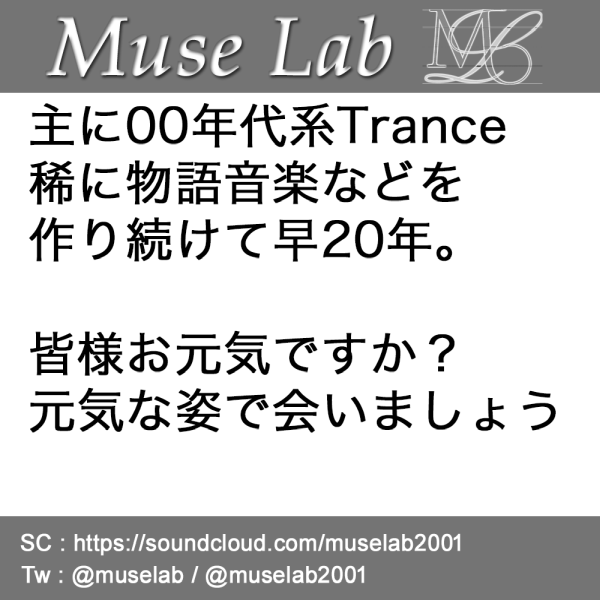 Muse Lab ML
主に00年代系Trance
稀に物語音楽などを
作り続けて早20年。
皆様お元気ですか？
元気な姿で会いましょう
SC : https://soundcloud.com/muselab2001
Tw : @muselab / @muselab2001